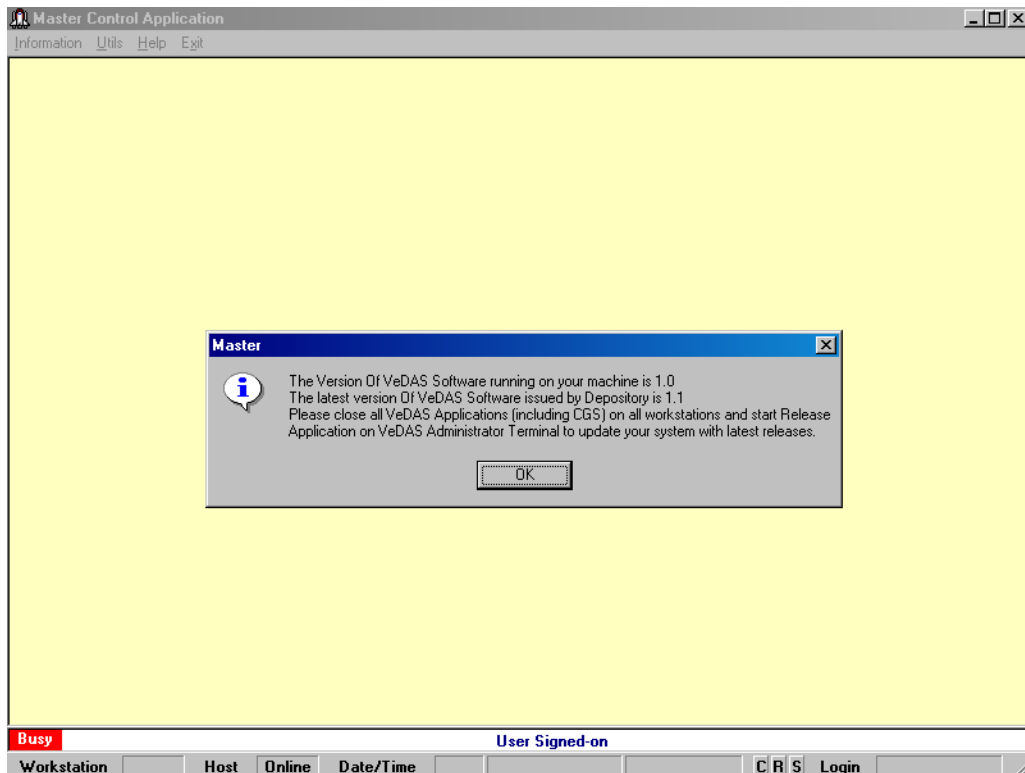 Master Control Application
Information Utils Help Exit
Master
The Version Of VeDAS Software running on your machine is 1.0
The latest version Of VeDAS Software issued by Depository is 1.1
Please close all VeDAS Applications (including CGS) on all workstations and start Release
Application on VeDAS Administrator Terminal to update your system with latest releases.
OK
Busy User Signed-on
Workstation Host Online Date/Time C R S Login